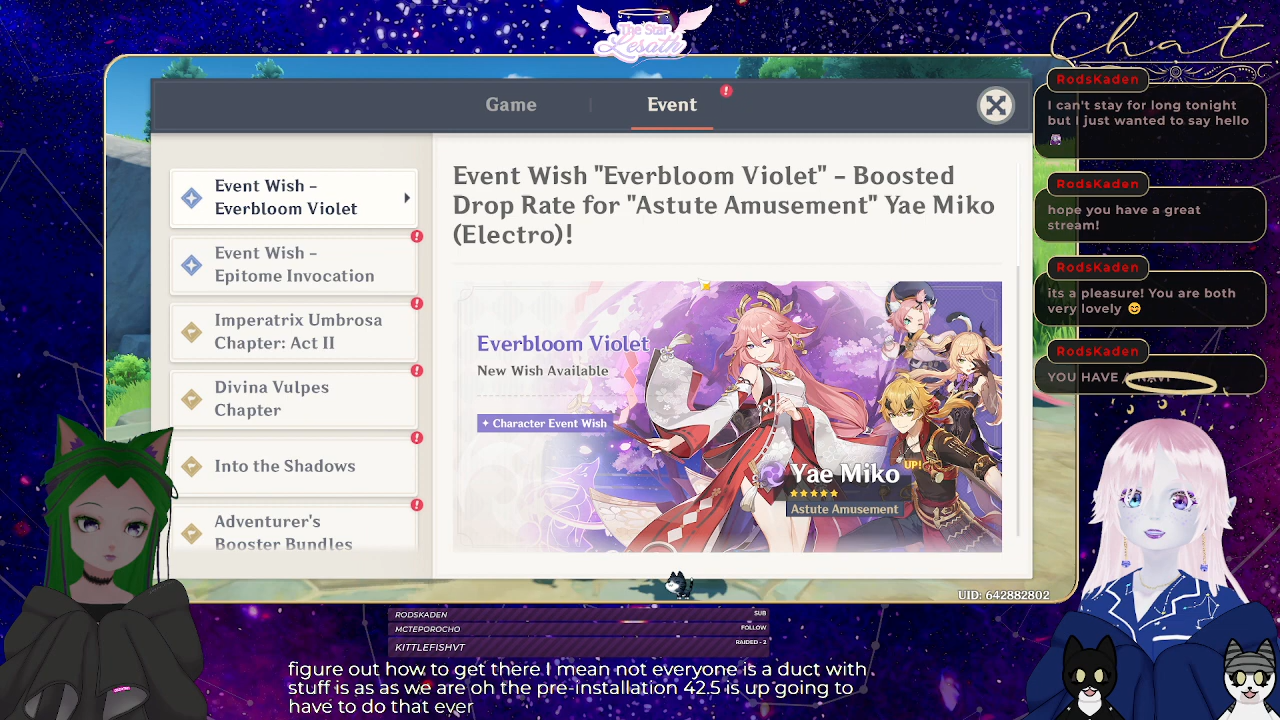 The Star
Lesath
Chat
Game
Event
Event Wish -
Everbloom Violet
Event Wish -
Epitome Invocation
Imperatrix Umbrosa
Chapter: Act II
Divina Vulpes
Chapter
Into the Shadows
Adventurer's
Booster Bundles
Event Wish "Everbloom Violet" - Boosted
Drop Rate for "Astute Amusement" Yae Miko
(Electro)!
Everbloom Violet
New Wish Available
Character Event Wish
Yae Miko
UP!
Astute Amusement
UID: 642882802
RodsKaden
I can't stay for long tonight
but I just wanted to say hello
RodsKaden
hope you have a great
stream!
RodsKaden
its a pleasure! You are both
very lovely 😊
RodsKaden
YOU HAVE A
RODSKADEN SUB
MCTEPOROCHO FOLLOW
KITTLEFISHVT RAIDED - 2
figure out how to get there I mean not everyone is a duct with
stuff is as as we are oh the pre-installation 42.5 is up going to
have to do that ever